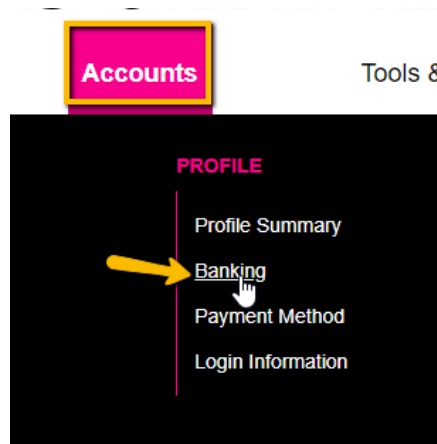 Accounts Tools &
PROFILE
Profile Summary
Banking
Payment Method
Login Information